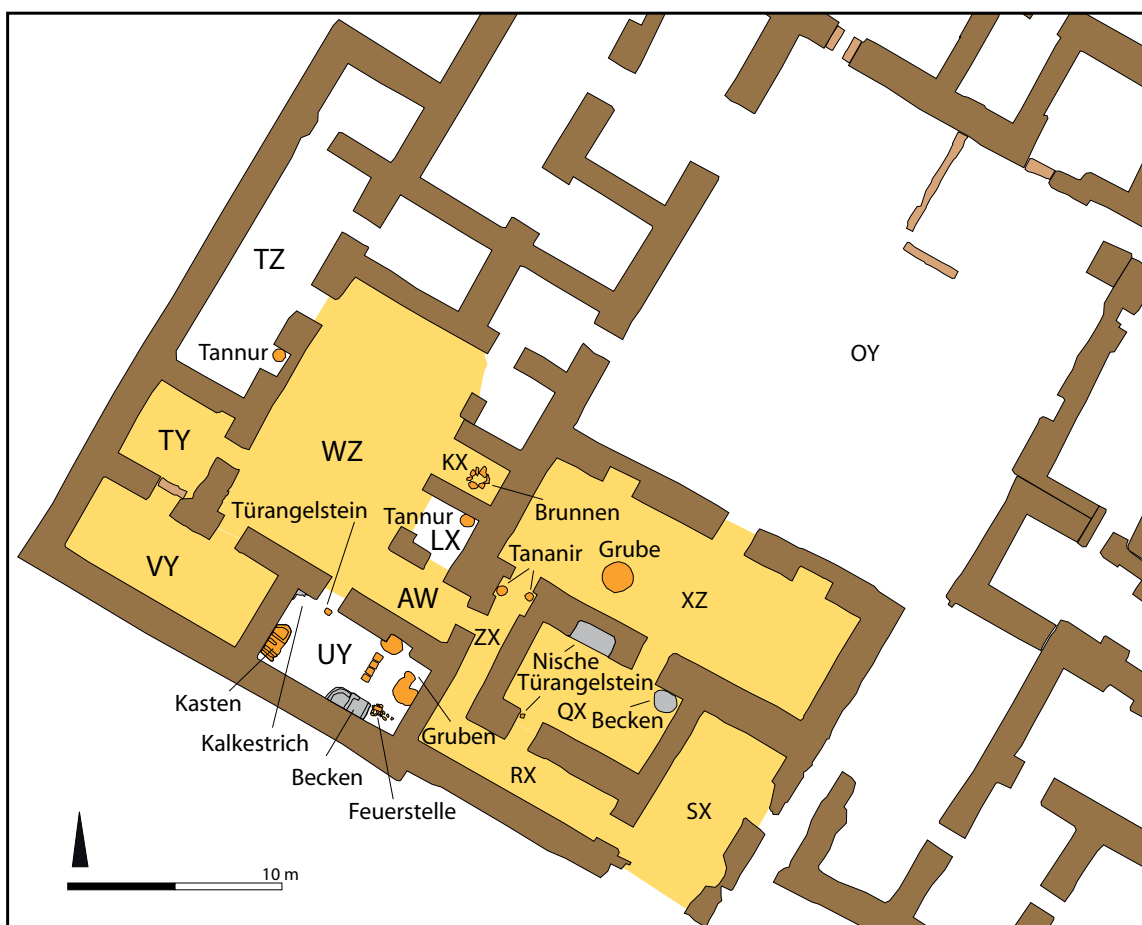 TZ
OY
Tannur
TY
WZ
KX
Türangelstein
Brunnen
Tannur
LX
Tananir
Grube
VY
AW
XZ
ZX
UY
Nische
Türangelstein
Kasten
QX
Becken
Kalkestrich
Gruben
Becken
RX
Feuerstelle
SX
10 m